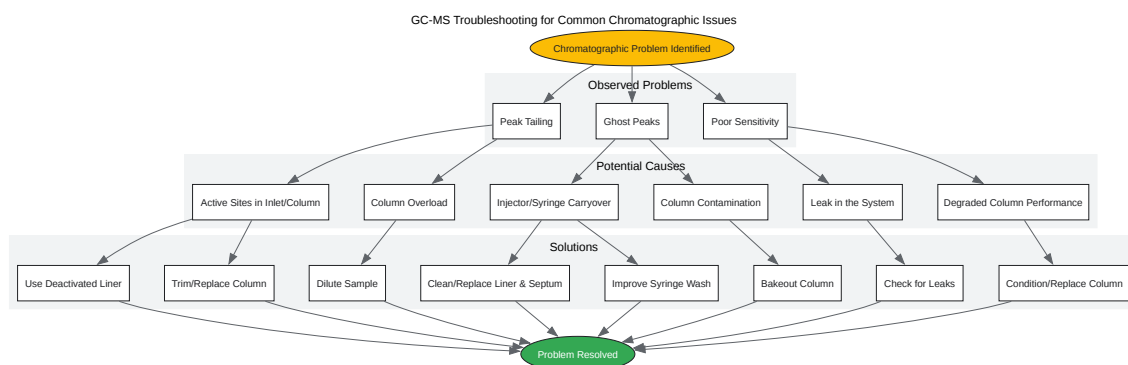 GC-MS Troubleshooting for Common Chromatographic Issues
Chromatographic Problem Identified
Observed Problems
Peak Tailing
Ghost Peaks
Poor Sensitivity
Potential Causes
Active Sites in Inlet/Column
Column Overload
Injector/Syringe Carryover
Column Contamination
Leak in the System
Degraded Column Performance
Solutions
Use Deactivated Liner
Trim/Replace Column
Dilute Sample
Clean/Replace Liner & Septum
Improve Syringe Wash
Bakeout Column
Check for Leaks
Condition/Replace Column
Problem Resolved